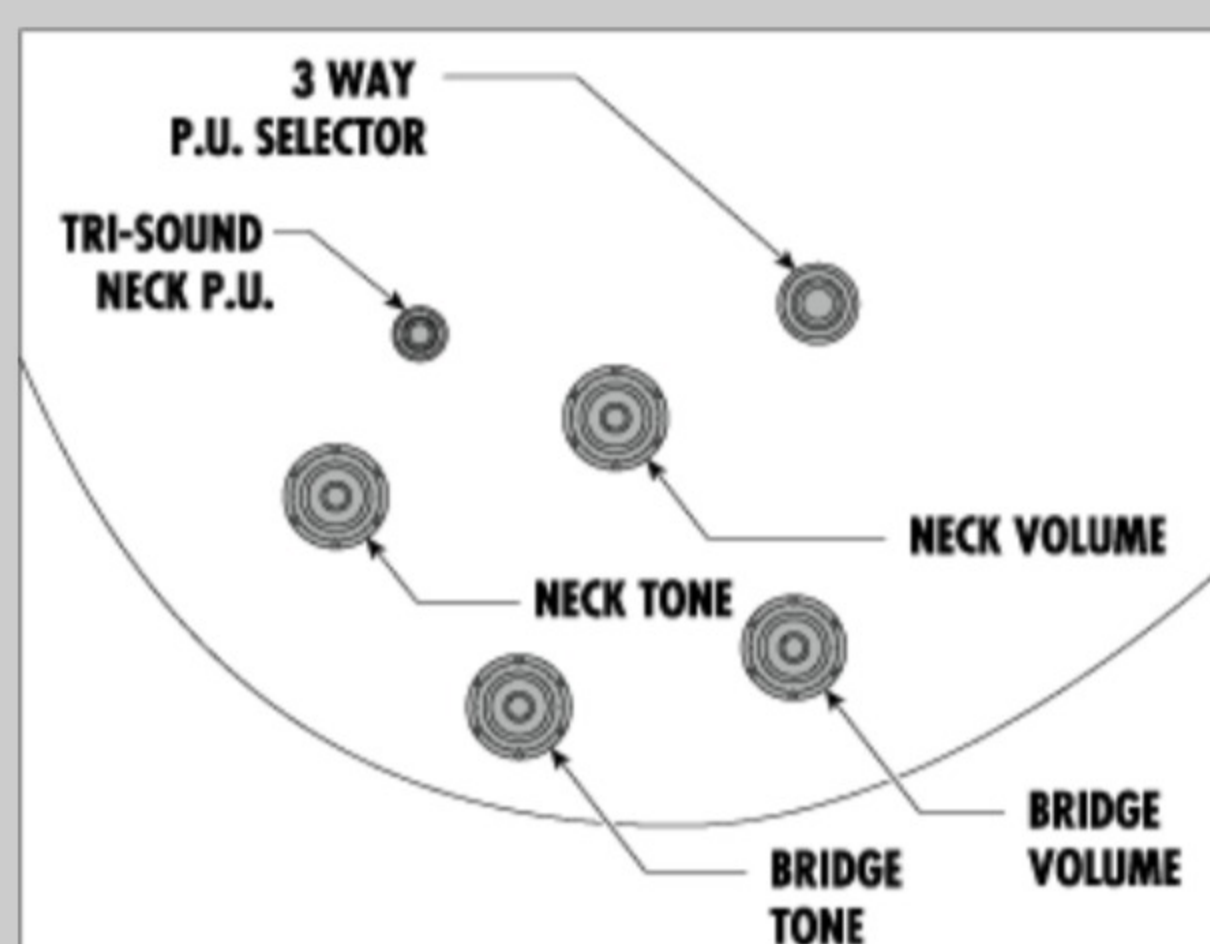 3 WAY
P.U. SELECTOR
TRI-SOUND
NECK P.U.
NECK VOLUME
NECK TONE
BRIDGE
VOLUME
BRIDGE
TONE